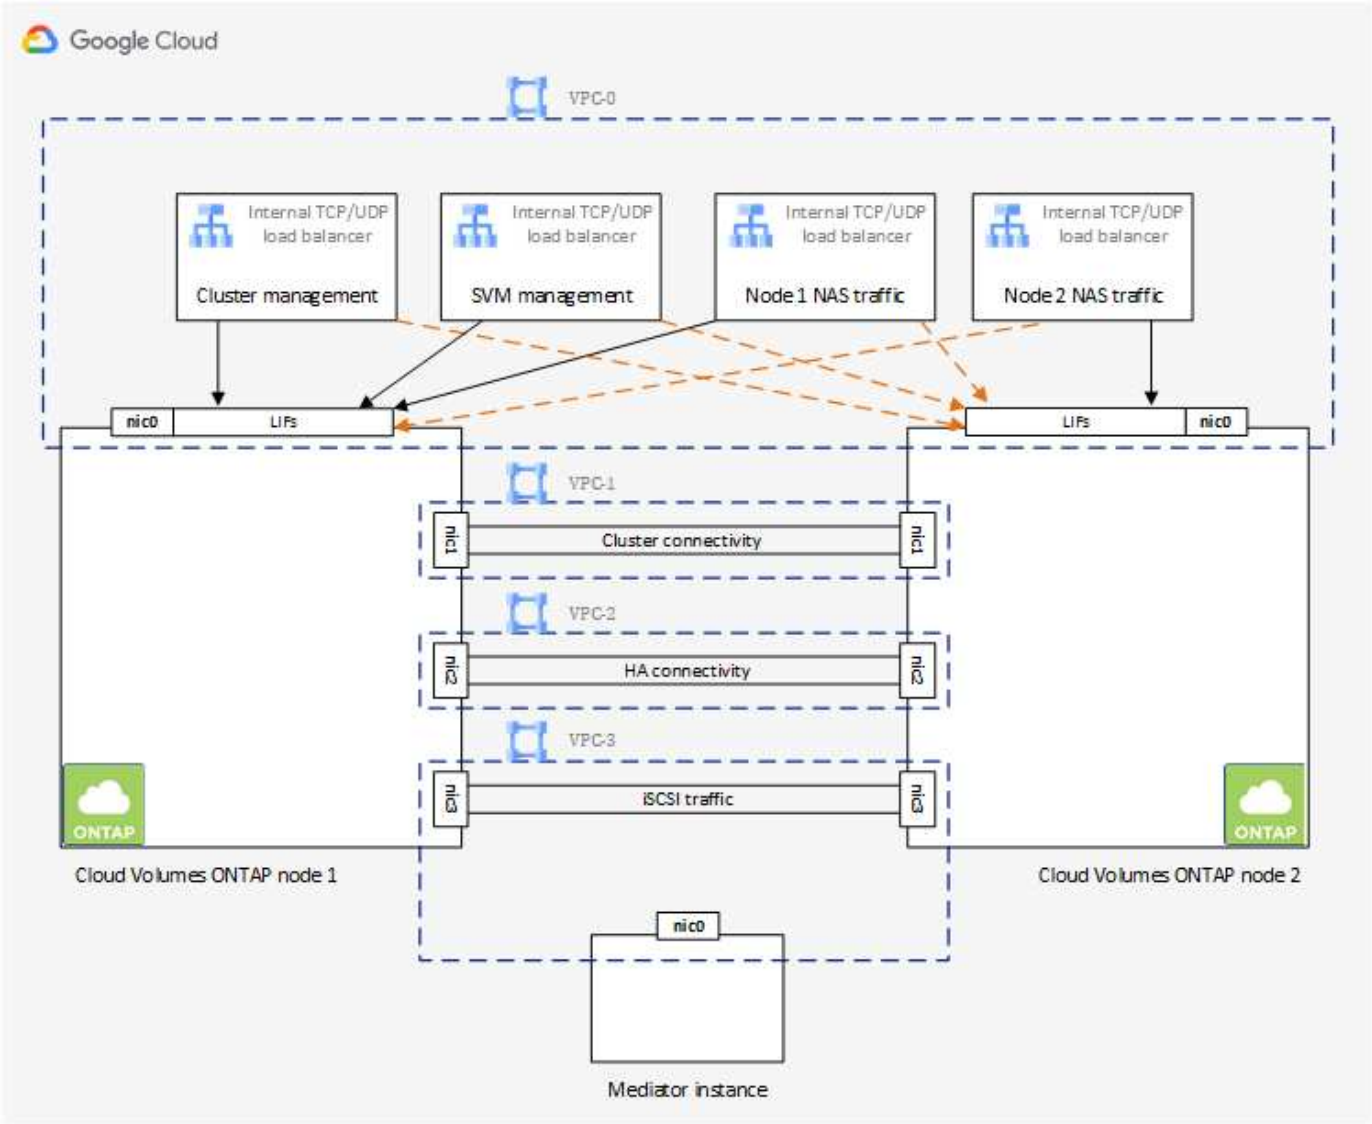 Google Cloud
VPC-0
Internal TCP/UDP
load balancer
Cluster management
Internal TCP/UDP
load balancer
SVM management
Internal TCP/UDP
load balancer
Node 1 NAS traffic
Internal TCP/UDP
load balancer
Node 2 NAS traffic
nic0
LIFs
LIFs
nic0
VPC-1
nic1
Cluster connectivity
nic1
VPC-2
nic2
HA connectivity
nic2
VPC-3
nic3
iSCSI traffic
nic3
ONTAP
ONTAP
Cloud Volumes ONTAP node 1
Cloud Volumes ONTAP node 2
nic0
Mediator instance